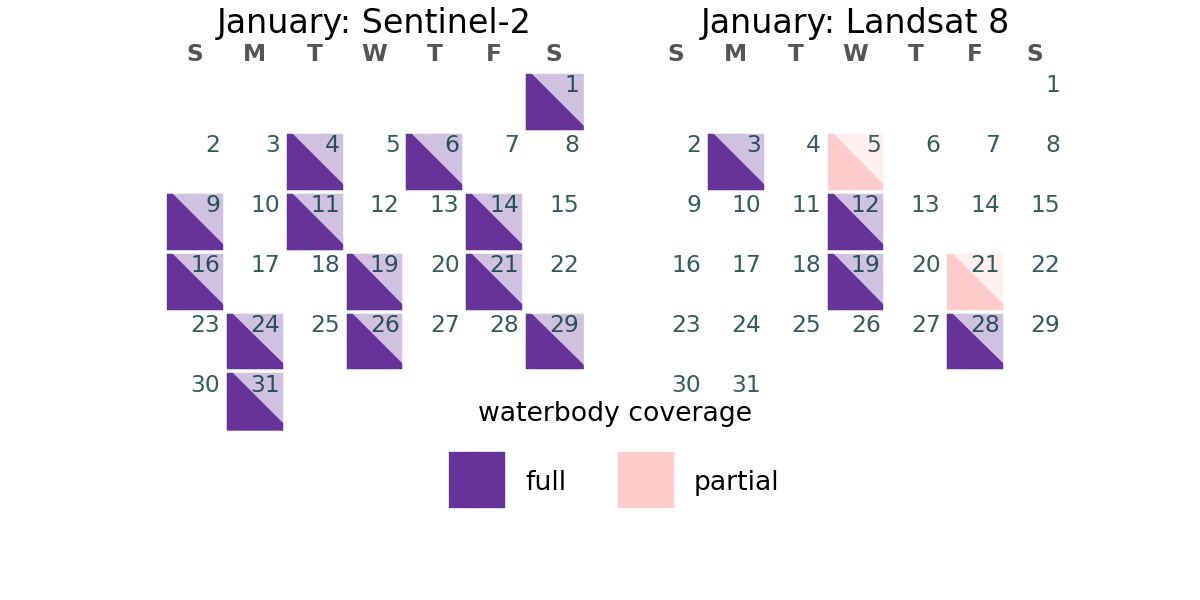 January: Sentinel-2
S M T W T F S
1
2 3 4 5 6 7 8
9 10 11 12 13 14 15
16 17 18 19 20 21 22
23 24 25 26 27 28 29
30 31
January: Landsat 8
S M T W T F S
1
2 3 4 5 6 7 8
9 10 11 12 13 14 15
16 17 18 19 20 21 22
23 24 25 26 27 28 29
30 31
waterbody coverage
full partial